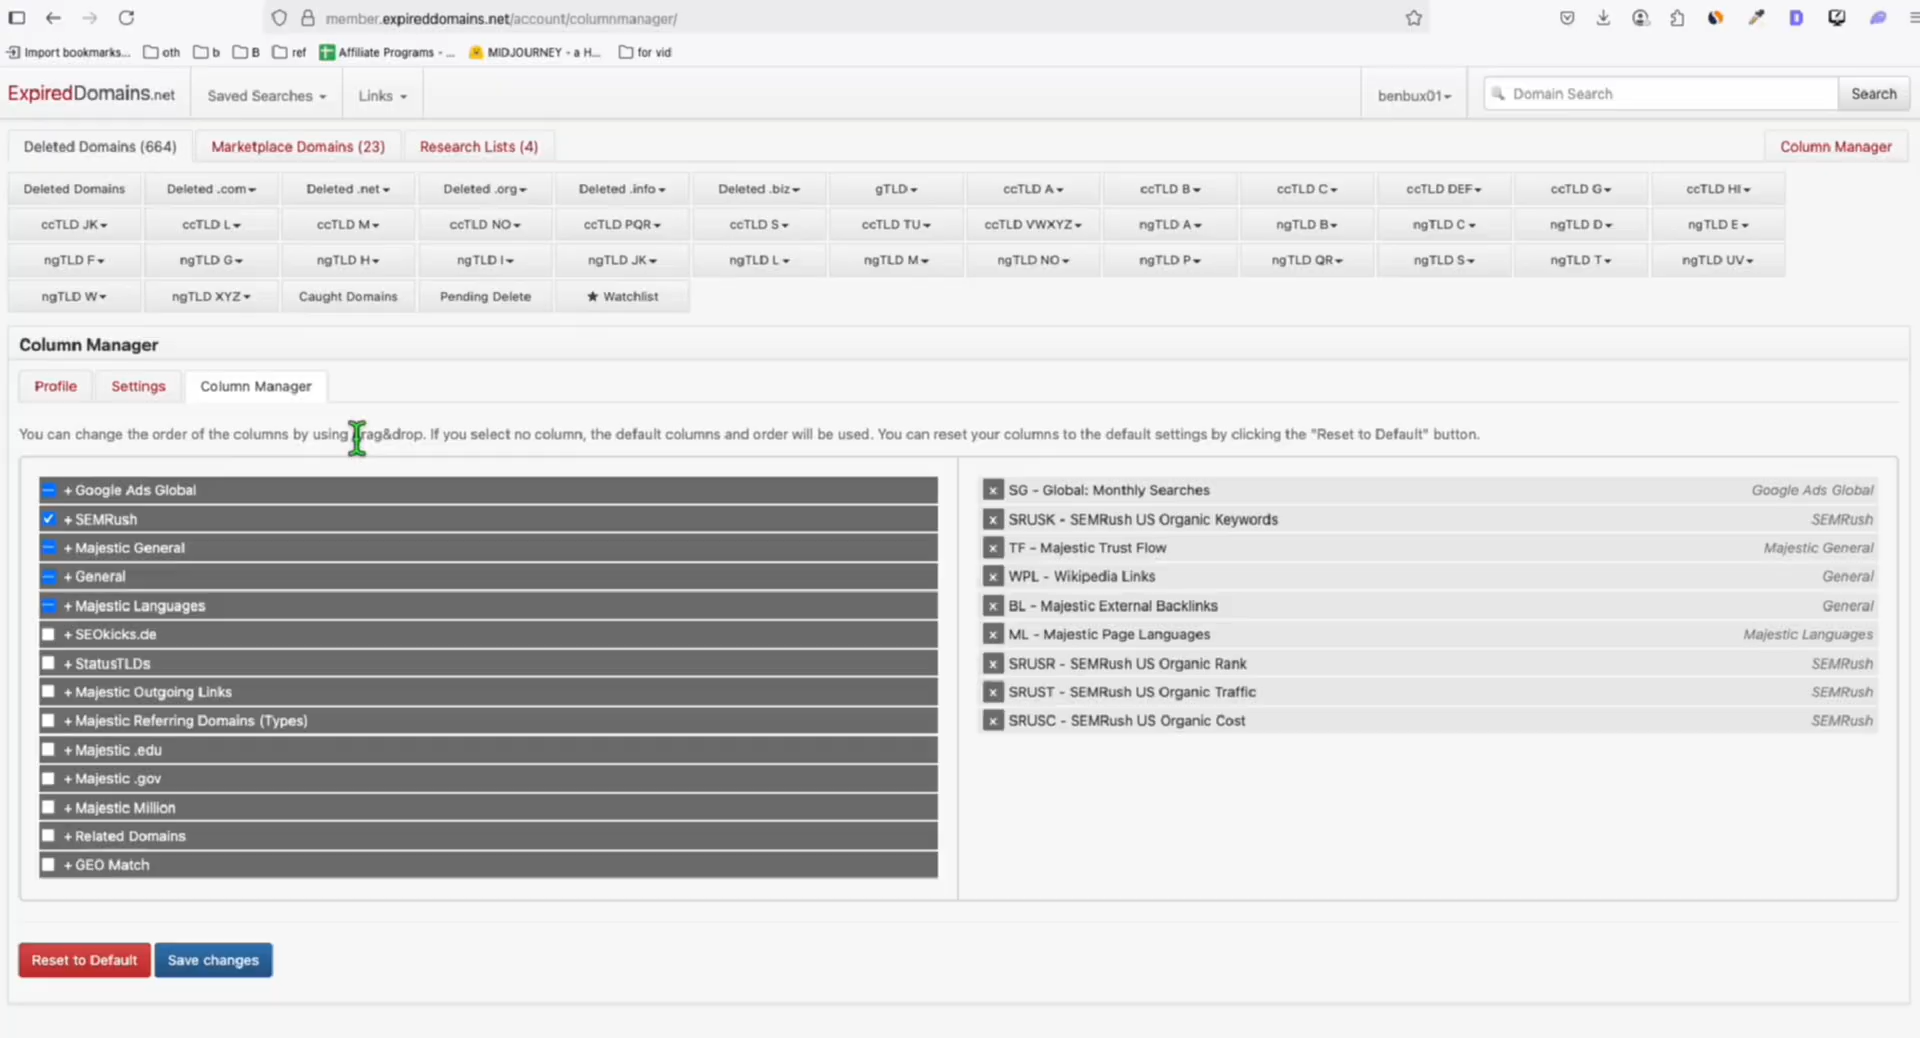 member.expireddomains.net/account/columnmanager/
Import bookmarks... oth b B ref Affiliate Programs - ... MIDJOURNEY - a H... for vid
ExpiredDomains.net Saved Searches Links benbux01 Domain Search Search
Deleted Domains (664) Marketplace Domains (23) Research Lists (4) Column Manager
Deleted Domains Deleted .com Deleted .net Deleted .org Deleted .info Deleted .biz gTLD ccTLD A ccTLD B ccTLD C ccTLD DEF ccTLD G ccTLD HI
ccTLD JK ccTLD L ccTLD M ccTLD NO ccTLD PQR ccTLD S ccTLD TU ccTLD VWXYZ ngTLD A ngTLD B ngTLD C ngTLD D ngTLD E
ngTLD F ngTLD G ngTLD H ngTLD I ngTLD JK ngTLD L ngTLD M ngTLD NO ngTLD P ngTLD QR ngTLD S ngTLD T ngTLD UV
ngTLD W ngTLD XYZ Caught Domains Pending Delete ★ Watchlist
Column Manager
Profile Settings Column Manager
You can change the order of the columns by using drag&drop. If you select no column, the default columns and order will be used. You can reset your columns to the default settings by clicking the "Reset to Default" button.
+ Google Ads Global
+ SEMRush
+ Majestic General
+ General
+ Majestic Languages
+ SEOkicks.de
+ StatusTLDs
+ Majestic Outgoing Links
+ Majestic Referring Domains (Types)
+ Majestic .edu
+ Majestic .gov
+ Majestic Million
+ Related Domains
+ GEO Match
x SG - Global: Monthly Searches Google Ads Global
x SRUSK - SEMRush US Organic Keywords SEMRush
x TF - Majestic Trust Flow Majestic General
x WPL - Wikipedia Links General
x BL - Majestic External Backlinks General
x ML - Majestic Page Languages Majestic Languages
x SRUSR - SEMRush US Organic Rank SEMRush
x SRUST - SEMRush US Organic Traffic SEMRush
x SRUSC - SEMRush US Organic Cost SEMRush
Reset to Default Save changes